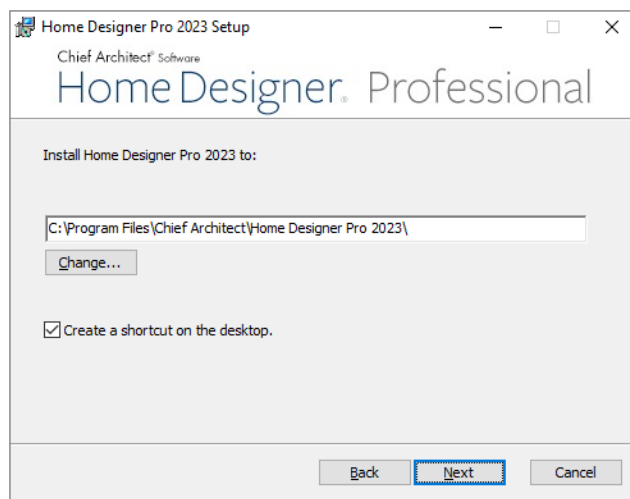 Home Designer Pro 2023 Setup
Chief Architect® Software
Home Designer® Professional
Install Home Designer Pro 2023 to:
C:\Program Files\Chief Architect\Home Designer Pro 2023\
Change...
Create a shortcut on the desktop.
Back Next Cancel